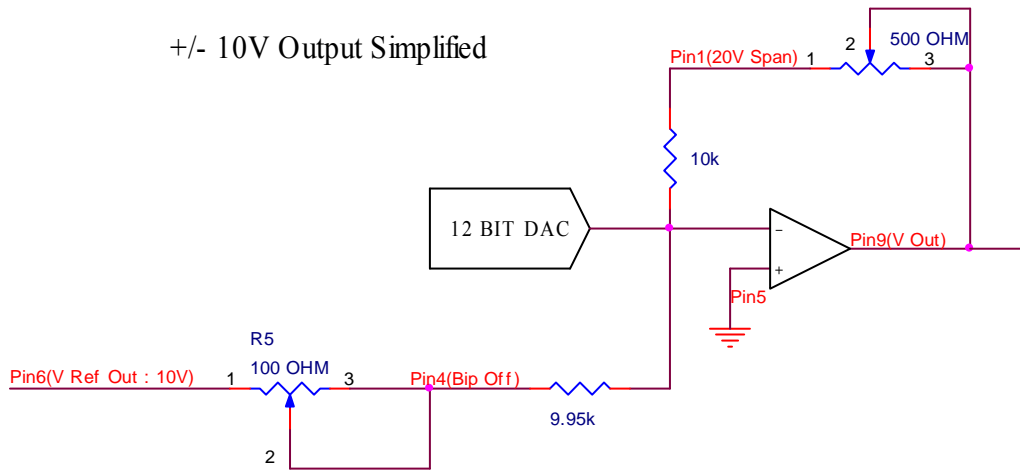 +/- 10V Output Simplified
2
500 OHM
Pin1(20V Span)
1
3
10k
12 BIT DAC
−
Pin9(V Out)
+
Pin5
R5
100 OHM
Pin6(V Ref Out : 10V)
1
3
Pin4(Bip Off)
9.95k
2